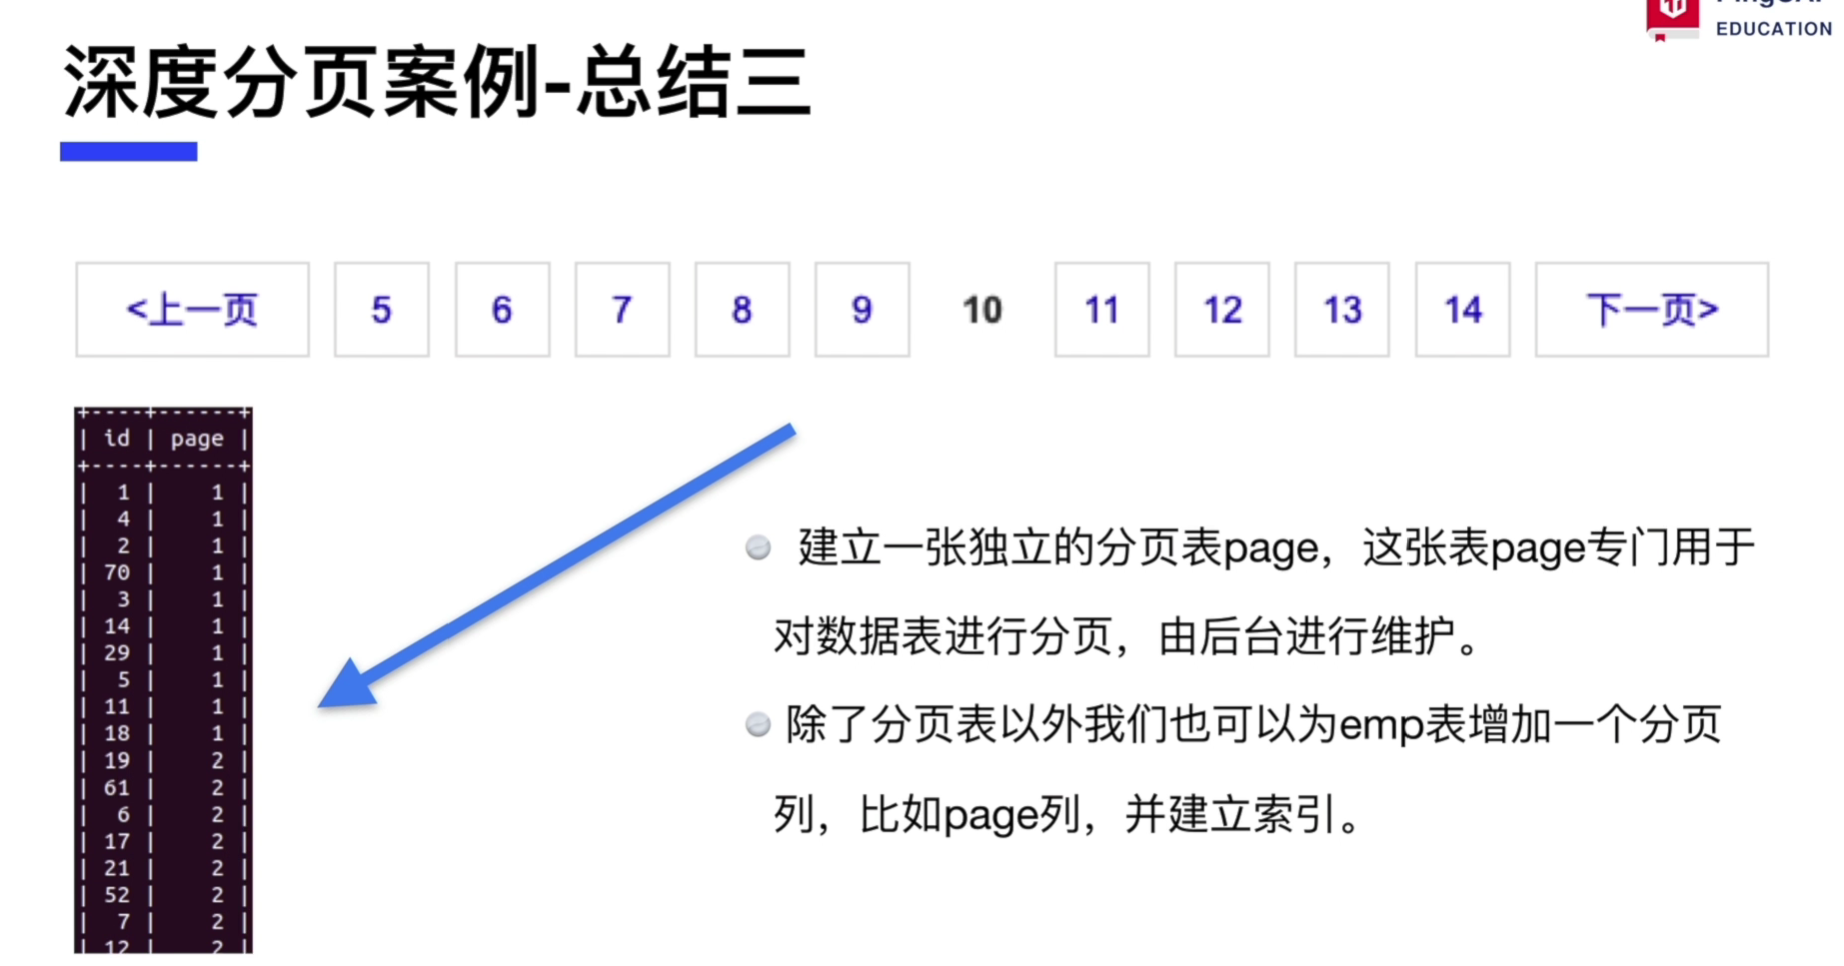 EDUCATION
深度分页案例-总结三
<上一页 5 6 7 8 9 10 11 12 13 14 下一页>
+----+------+
| id | page |
+----+------+
| 1 | 1 |
| 4 | 1 |
| 2 | 1 |
| 70 | 1 |
| 3 | 1 |
| 14 | 1 |
| 29 | 1 |
| 5 | 1 |
| 11 | 1 |
| 18 | 1 |
| 19 | 2 |
| 61 | 2 |
| 6 | 2 |
| 17 | 2 |
| 21 | 2 |
| 52 | 2 |
| 7 | 2 |
| 12 | 2 |
建立一张独立的分页表page，这张表page专门用于
对数据表进行分页，由后台进行维护。
除了分页表以外我们也可以为emp表增加一个分页
列，比如page列，并建立索引。